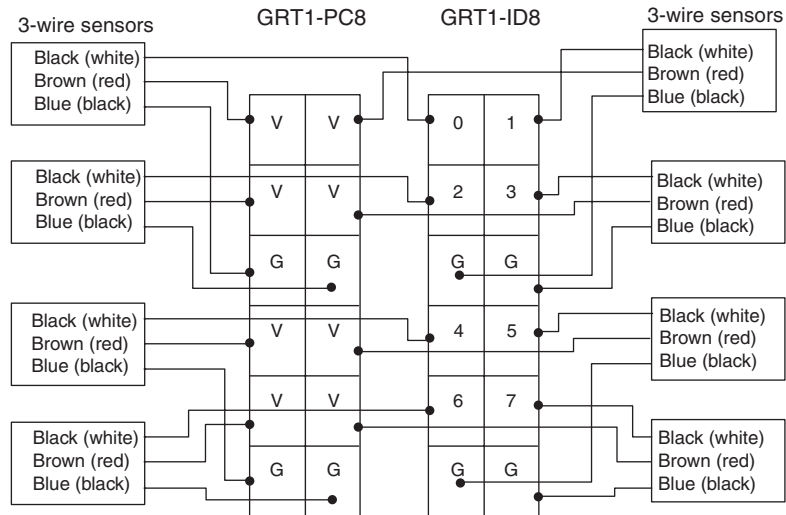 3-wire sensors GRT1-PC8 GRT1-ID8 3-wire sensors
Black (white)
Brown (red)
Blue (black)
Black (white)
Brown (red)
Blue (black)
V V 0 1
Black (white)
Brown (red)
Blue (black)
V V 2 3
Black (white)
Brown (red)
Blue (black)
G G G G
Black (white)
Brown (red)
Blue (black)
V V 4 5
Black (white)
Brown (red)
Blue (black)
V V 6 7
Black (white)
Brown (red)
Blue (black)
G G G G
Black (white)
Brown (red)
Blue (black)